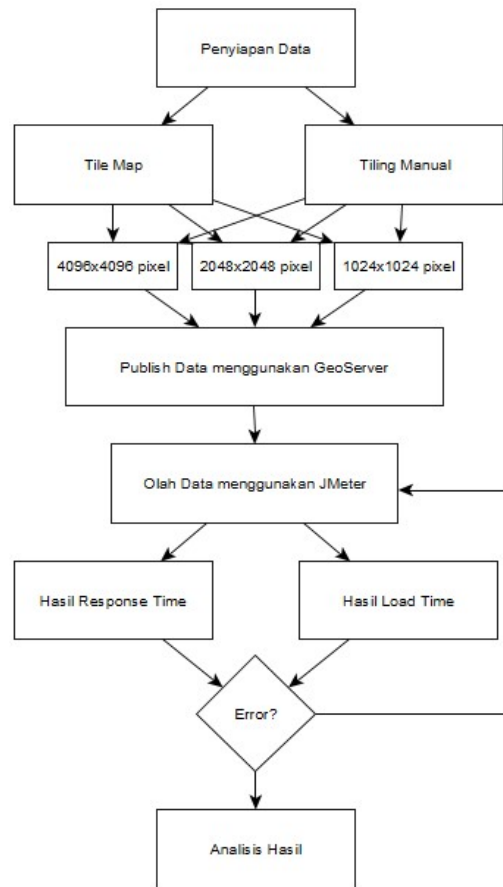 Penyiapan Data
Tile Map
Tiling Manual
4096x4096 pixel
2048x2048 pixel
1024x1024 pixel
Publish Data menggunakan GeoServer
Olah Data menggunakan JMeter
Hasil Response Time
Hasil Load Time
Error?
Analisis Hasil